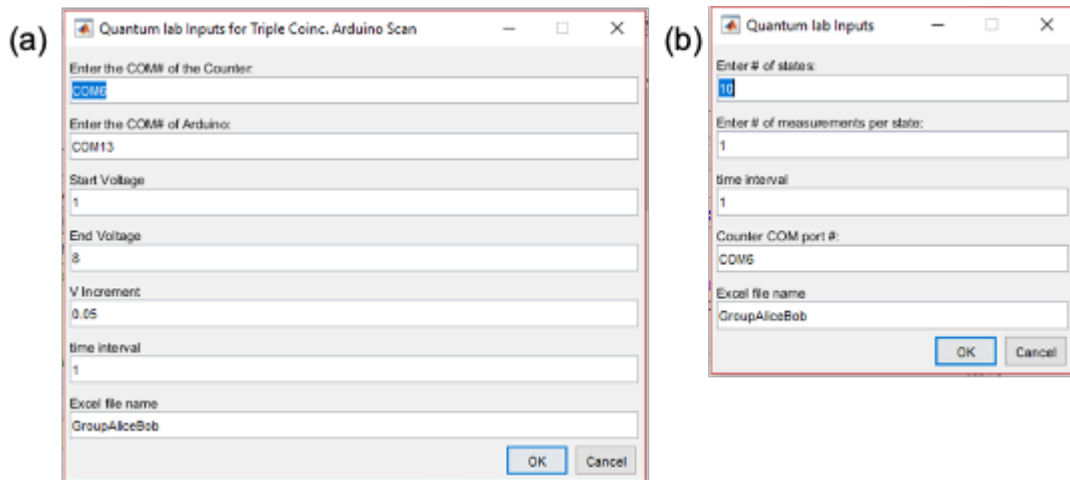 (a)
Quantum lab Inputs for Triple Coinc. Arduino Scan
Enter the COM# of the Counter:
COM6
Enter the COM# of Arduino:
COM13
Start Voltage
1
End Voltage
8
V Increment
0.05
time interval
1
Excel file name
GroupAliceBob
OK Cancel
(b)
Quantum lab Inputs
Enter # of states:
10
Enter # of measurements per state:
1
time interval
1
Counter COM port #:
COM6
Excel file name
GroupAliceBob
OK Cancel